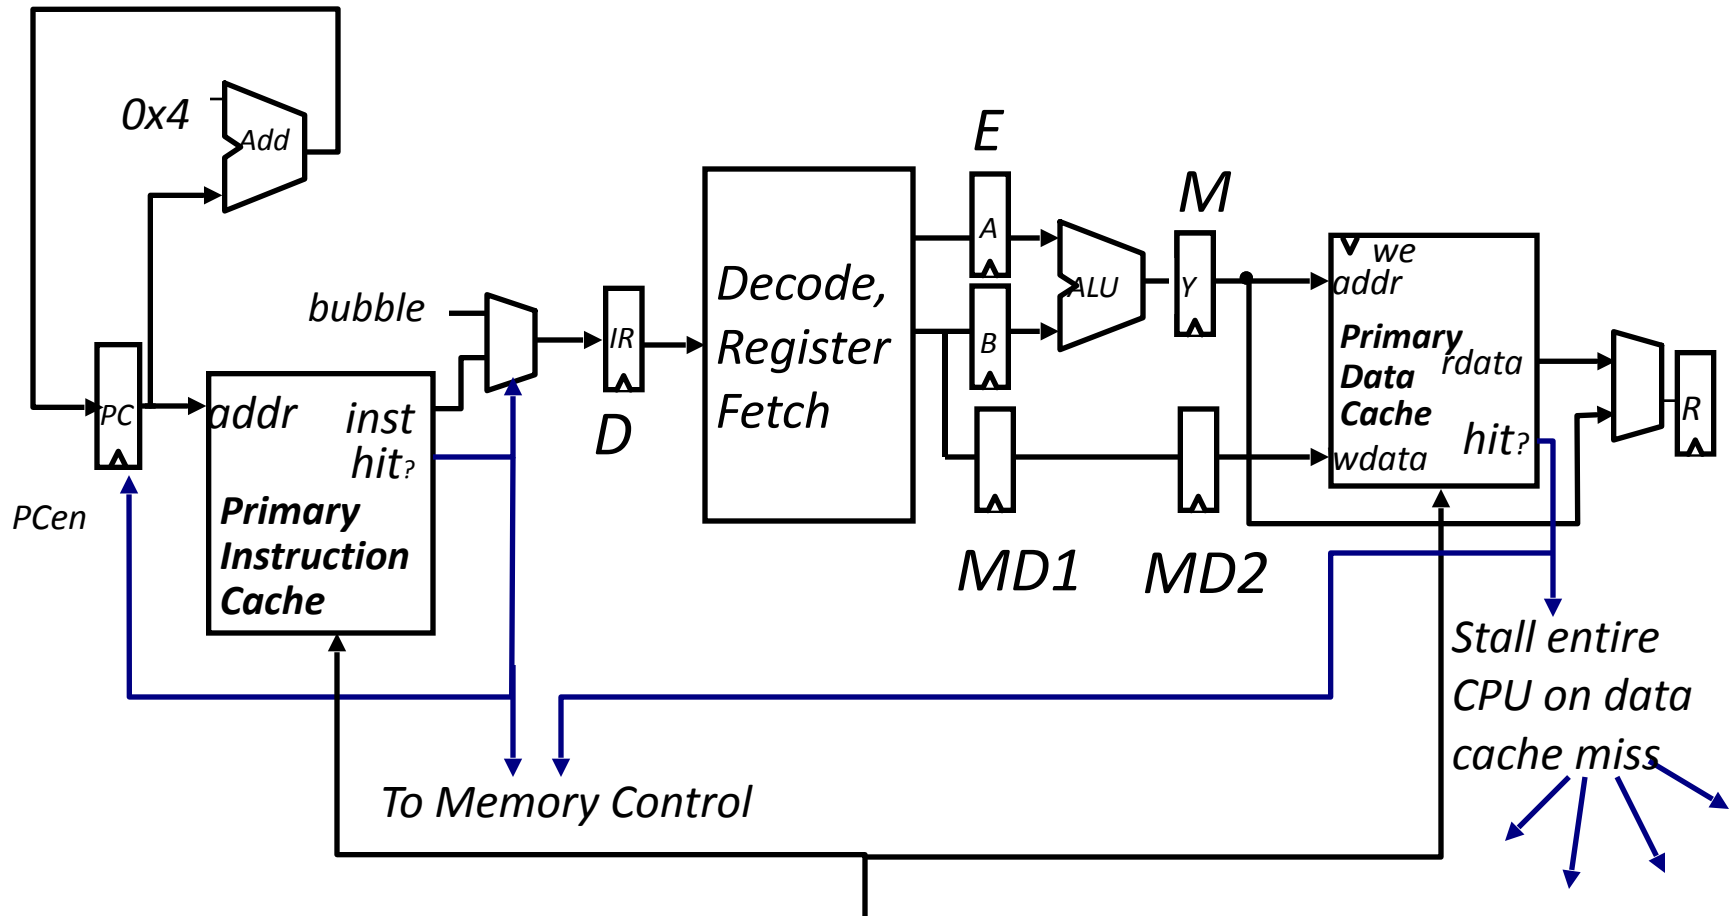 0x4
Add
PCen
PC
addr
inst
hit?
Primary
Instruction
Cache
bubble
IR
D
Decode,
Register
Fetch
E
A
B
MD1
ALU
M
Y
MD2
we
addr
Primary
Data
Cache
rdata
hit?
wdata
R
Stall entire
CPU on data
cache miss
To Memory Control